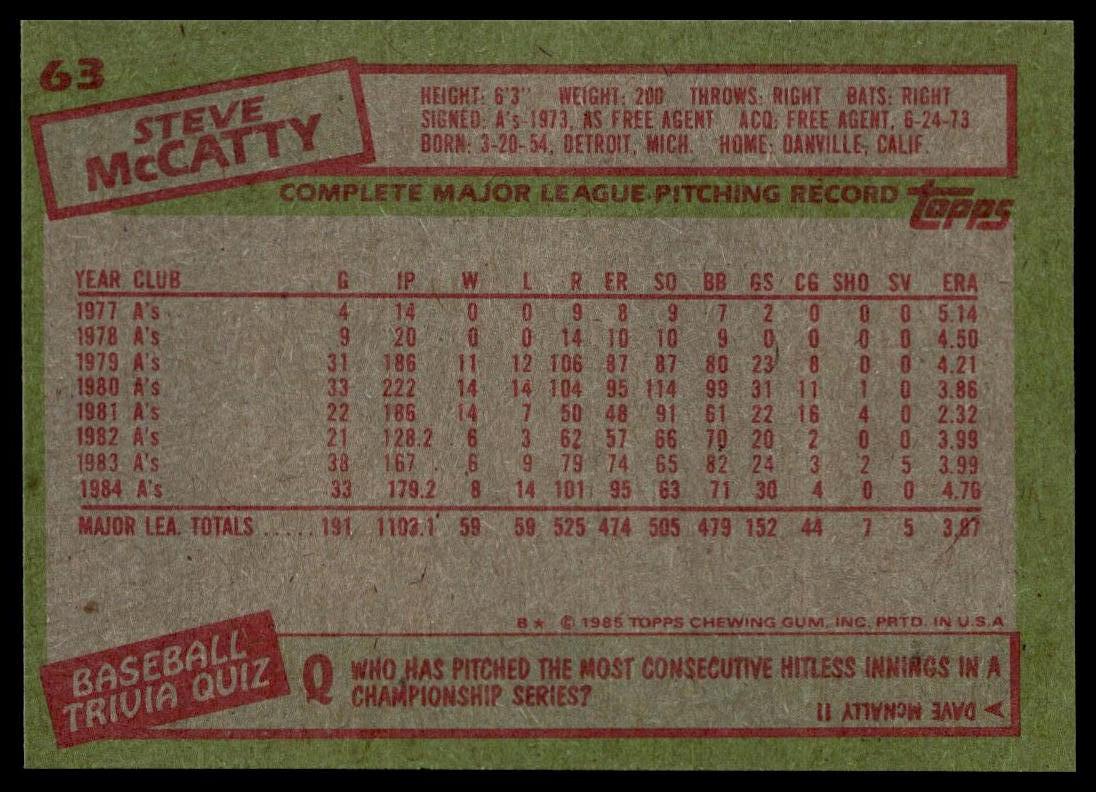 63
STEVE
McCATTY
HEIGHT: 6'3" WEIGHT: 200 THROWS: RIGHT BATS: RIGHT
SIGNED: A's-1973, AS FREE AGENT ACQ: FREE AGENT, 6-24-73
BORN: 3-20-54, DETROIT, MICH. HOME: DANVILLE, CALIF.
COMPLETE MAJOR LEAGUE PITCHING RECORD topps
YEAR CLUB G IP W L R ER SO BB GS CG SHO SV ERA
1977 A's 4 14 0 0 9 8 9 7 2 0 0 0 5.14
1978 A's 9 20 0 0 14 10 10 9 0 0 0 0 4.50
1979 A's 31 186 11 12 106 87 87 80 23 8 0 0 4.21
1980 A's 33 222 14 14 104 95 114 99 31 11 1 0 3.86
1981 A's 22 186 14 7 50 48 91 61 22 16 4 0 2.32
1982 A's 21 128.2 6 3 62 57 66 70 20 2 0 0 3.99
1983 A's 38 167 6 9 79 74 65 82 24 3 2 5 3.99
1984 A's 33 179.2 8 14 101 95 63 71 30 4 0 0 4.76
MAJOR LEA. TOTALS ...... 191 1103.1 59 59 525 474 505 479 152 44 7 5 3.87
B★ © 1985 TOPPS CHEWING GUM, INC. PRTD. IN U.S.A
BASEBALL
TRIVIA QUIZ
Q WHO HAS PITCHED THE MOST CONSECUTIVE HITLESS INNINGS IN A
CHAMPIONSHIP SERIES?
A DAVE McNALLY 11